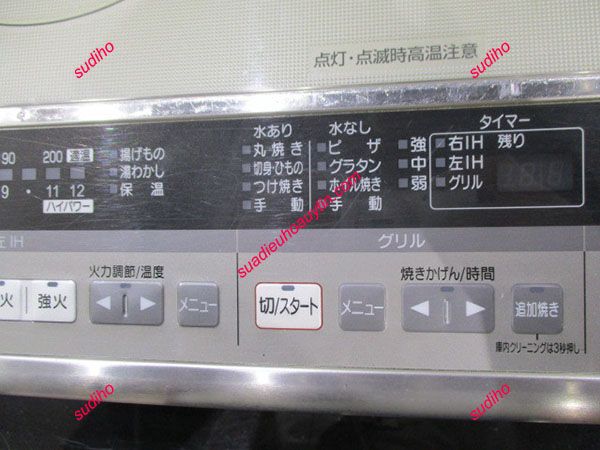 sudiho
sudiho
点灯・点滅時高温注意
水あり
水なし
タイマー
90
200 適温
揚げもの
丸焼き
ピザ
強
右IH 残り
湯わかし
切身・ひもの
グラタン
中
左IH
9 ・ 11 12
保温
つけ焼き
ホイル焼き
弱
グリル
ハイパワー
手動
手動
suadieuhoauytin.com
左IH
グリル
火力調節/温度
焼きかげん/時間
火
強火
メニュー
切/スタート
メニュー
追加焼き
庫内クリーニングは3秒押し
sudiho
sudiho